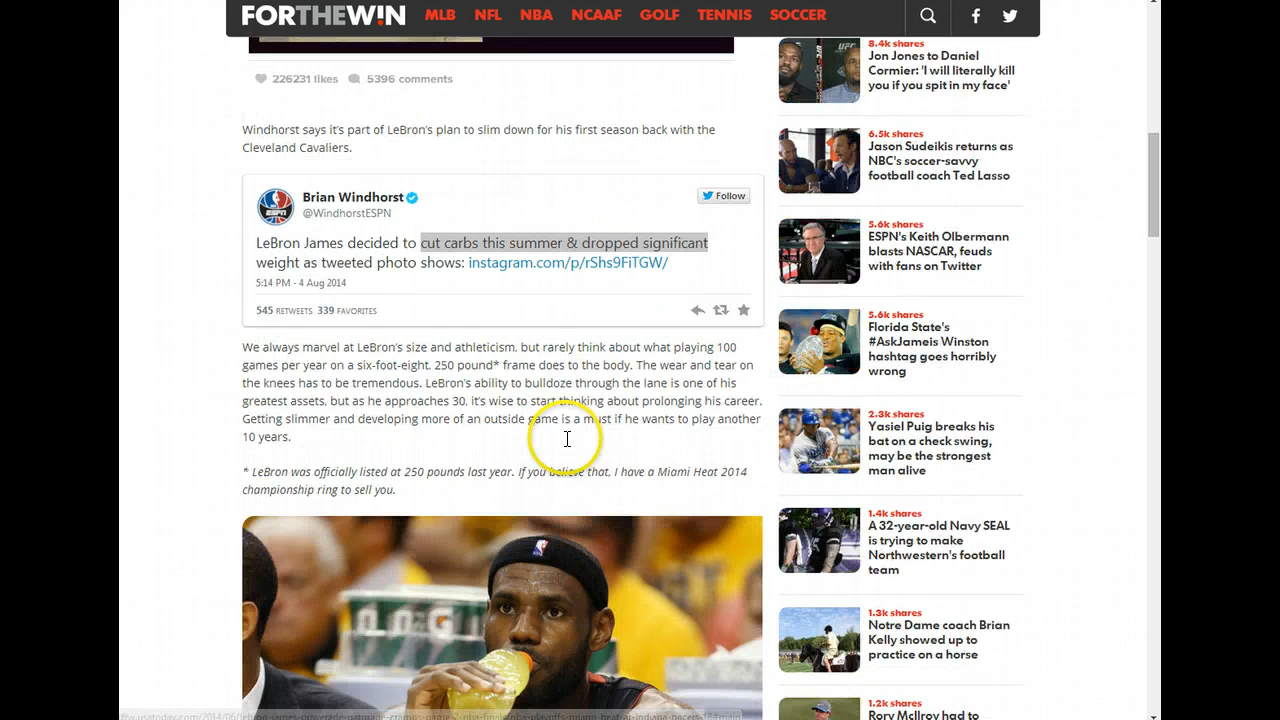 FORTHEW!N MLB NFL NBA NCAAF GOLF TENNIS SOCCER
226231 likes 5396 comments
Windhorst says it's part of LeBron's plan to slim down for his first season back with the
Cleveland Cavaliers.
Brian Windhorst
@WindhorstESPN
Follow
LeBron James decided to cut carbs this summer & dropped significant
weight as tweeted photo shows: instagram.com/p/rShs9FiTGW/
5:14 PM - 4 Aug 2014
545 RETWEETS 339 FAVORITES
We always marvel at LeBron's size and athleticism, but rarely think about what playing 100
games per year on a six-foot-eight, 250 pound* frame does to the body. The wear and tear on
the knees has to be tremendous. LeBron's ability to bulldoze through the lane is one of his
greatest assets, but as he approaches 30, it's wise to start thinking about prolonging his career.
Getting slimmer and developing more of an outside game is a must if he wants to play another
10 years.
* LeBron was officially listed at 250 pounds last year. If you believe that, I have a Miami Heat 2014
championship ring to sell you.
8.4k shares
Jon Jones to Daniel
Cormier: 'I will literally kill
you if you spit in my face'
6.5k shares
Jason Sudeikis returns as
NBC's soccer-savvy
football coach Ted Lasso
5.6k shares
ESPN's Keith Olbermann
blasts NASCAR, feuds
with fans on Twitter
5.6k shares
Florida State's
#AskJameis Winston
hashtag goes horribly
wrong
2.3k shares
Yasiel Puig breaks his
bat on a check swing,
may be the strongest
man alive
1.4k shares
A 32-year-old Navy SEAL
is trying to make
Northwestern's football
team
1.3k shares
Notre Dame coach Brian
Kelly showed up to
practice on a horse
1.2k shares
Rory McIlroy had to